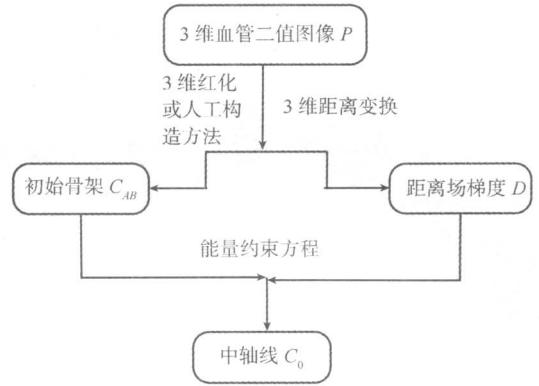 3 维血管二值图像 P
3 维红化
或人工构
造方法
3 维距离变换
初始骨架 C_AB
距离场梯度 D
能量约束方程
中轴线 C_0